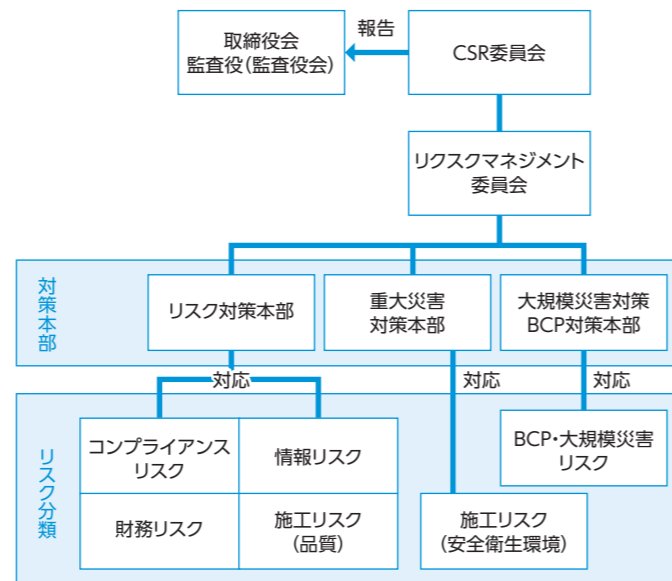 取締役会
監査役(監査役会)
報告
CSR委員会
リクスクマネジメント
委員会
対策本部
リスク対策本部
重大災害
対策本部
大規模災害対策
BCP対策本部
対応
対応
対応
リスク分類
コンプライアンス
リスク
情報リスク
財務リスク
施工リスク
(品質)
施工リスク
(安全衛生環境)
BCP・大規模災害
リスク